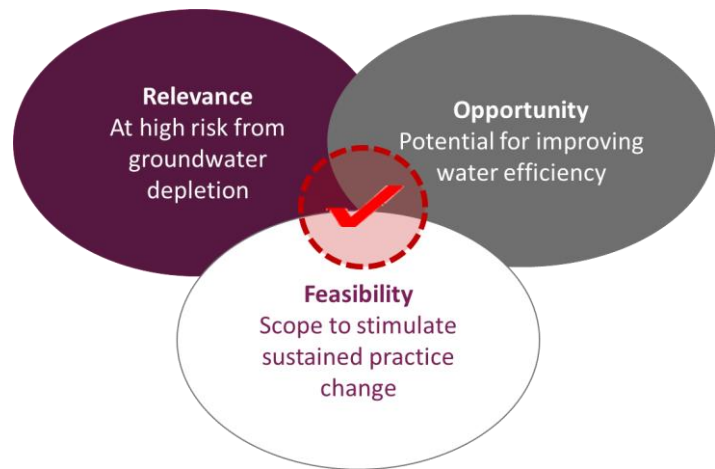 Relevance
At high risk from
groundwater
depletion
Opportunity
Potential for improving
water efficiency
Feasibility
Scope to stimulate
sustained practice
change